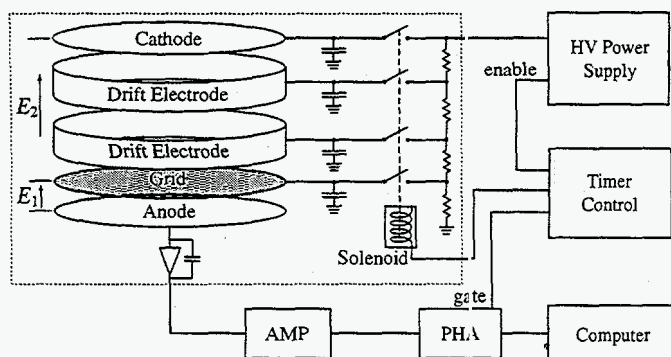 Cathode
Drift Electrode
Drift Electrode
Grid
Anode
E2
E1
Solenoid
HV Power
Supply
enable
Timer
Control
gate
AMP
PHA
Computer